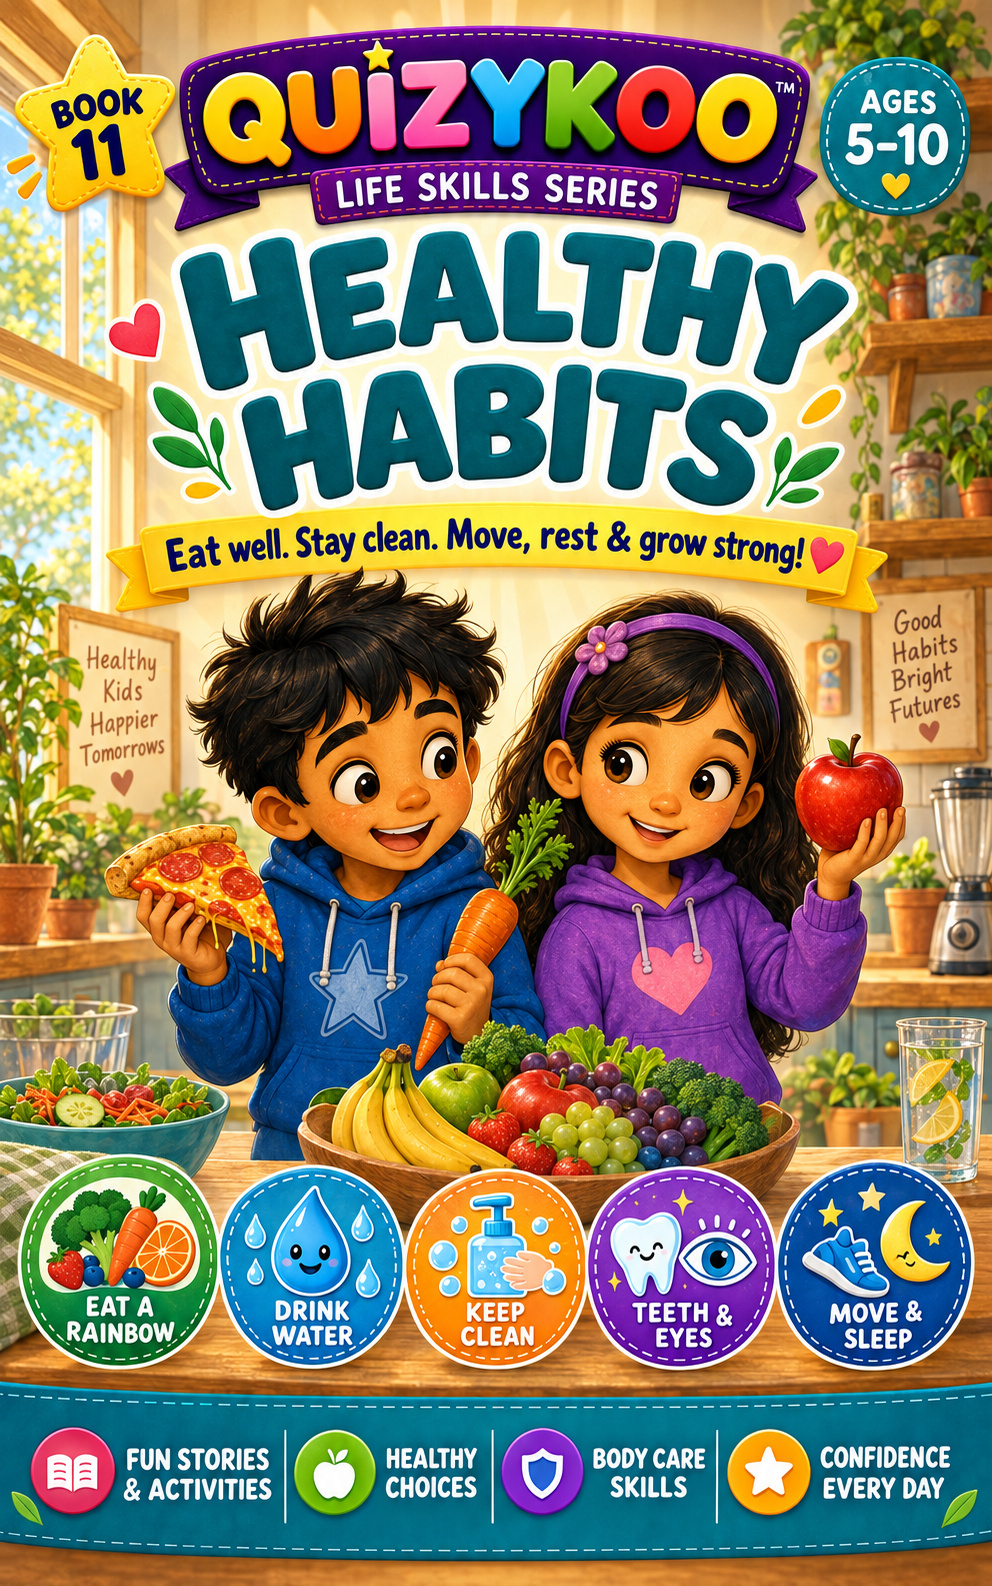 BOOK
11
QUIZYKOO™
LIFE SKILLS SERIES
AGES
5-10
HEALTHY
HABITS
Eat well. Stay clean. Move, rest & grow strong!
Healthy
Kids
Happier
Tomorrows
Good
Habits
Bright
Futures
EAT A
RAINBOW
DRINK
WATER
KEEP
CLEAN
TEETH &
EYES
MOVE &
SLEEP
FUN STORIES
& ACTIVITIES
HEALTHY
CHOICES
BODY CARE
SKILLS
CONFIDENCE
EVERY DAY